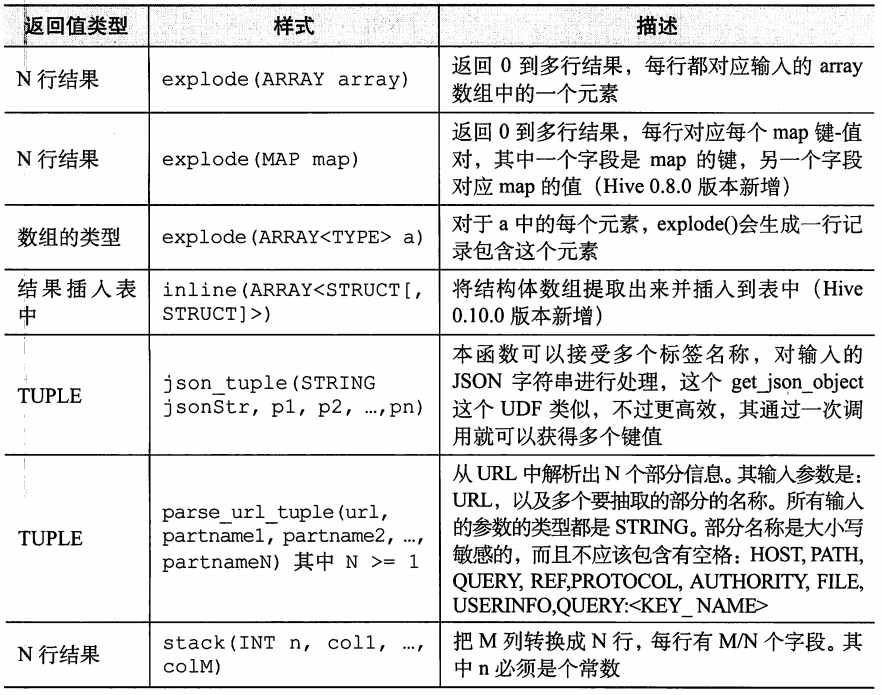 返回值类型 样式 描述
N 行结果 explode(ARRAY array) 返回 0 到多行结果，每行都对应输入的 array
数组中的一个元素
N 行结果 explode(MAP map) 返回 0 到多行结果，每行对应每个 map 键-值
对，其中一个字段是 map 的键，另一个字段
对应 map 的值（Hive 0.8.0 版本新增）
数组的类型 explode(ARRAY<TYPE> a) 对于 a 中的每个元素，explode()会生成一行记
录包含这个元素
结果插入表
中
inline(ARRAY<STRUCT[,
STRUCT]>)
将结构体数组提取出来并插入到表中（Hive
0.10.0 版本新增）
TUPLE
json_tuple(STRING
jsonStr, p1, p2, …,pn)
本函数可以接受多个标签名称，对输入的
JSON 字符串进行处理，这个 get_json_object
这个 UDF 类似，不过更高效，其通过一次调
用就可以获得多个键值
TUPLE
parse_url_tuple(url,
partname1, partname2, …,
partnameN) 其中 N >= 1
从 URL 中解析出 N 个部分信息。其输入参数是：
URL，以及多个要抽取的部分的名称。所有输入
的参数的类型都是 STRING。部分名称是大小写
敏感的，而且不应该包含有空格：HOST, PATH,
QUERY, REF,PROTOCOL, AUTHORITY, FILE,
USERINFO,QUERY:<KEY_NAME>
N 行结果
stack(INT n, col1, …,
colM)
把 M 列转换成 N 行，每行有 M/N 个字段。其
中 n 必须是个常数